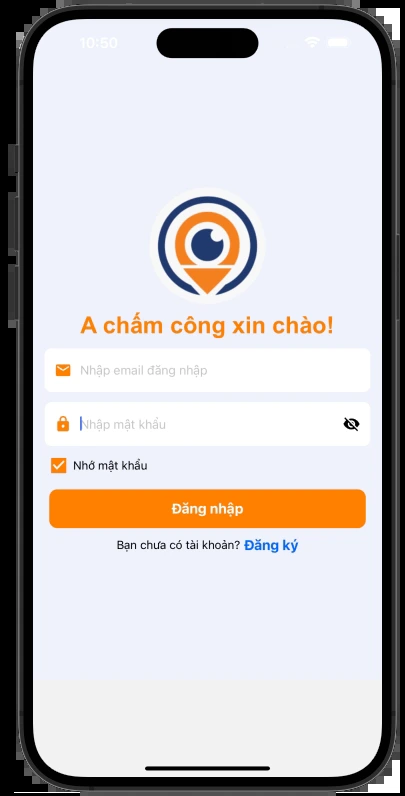 10:50
A chấm công xin chào!
Nhập email đăng nhập
Nhập mật khẩu
Nhớ mật khẩu
Đăng nhập
Bạn chưa có tài khoản? Đăng ký